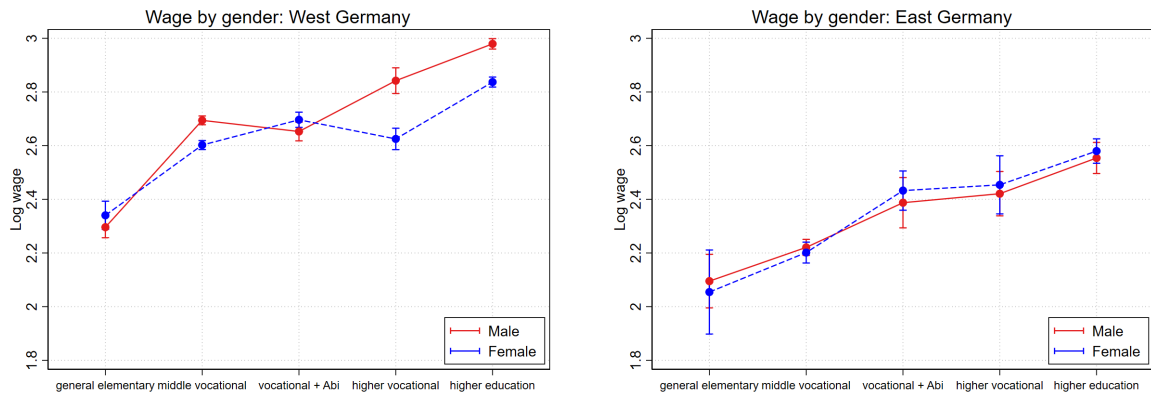 Wage by gender: West Germany
3
2.8
2.6
2.4
2.2
2
1.8
Log wage
general elementary middle vocational vocational + Abi higher vocational higher education
Male
Female
Wage by gender: East Germany
3
2.8
2.6
2.4
2.2
2
1.8
Log wage
general elementary middle vocational vocational + Abi higher vocational higher education
Male
Female